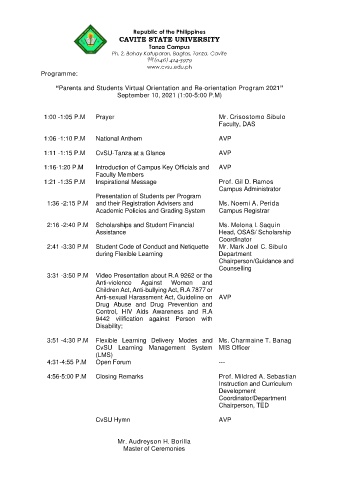 Republic of the Philippines
CAVITE STATE UNIVERSITY
Tanza Campus
Ph. 2, Bahay Katuparan, Bagtas, Tanza, Cavite
☎(046) 414-3979
www.cvsu.edu.ph
Programme:
"Parents and Students Virtual Orientation and Re-orientation Program 2021"
September 10, 2021 (1:00-5:00 P.M)
1:00 -1:05 P.M Prayer Mr. Crisostomo Sibulo
Faculty, DAS
1:06 -1:10 P.M National Anthem AVP
1:11 -1:15 P.M CvSU-Tanza at a Glance AVP
1:16-1:20 P.M Introduction of Campus Key Officials and AVP
Faculty Members
1:21 -1:35 P.M Inspirational Message Prof. Gil D. Ramos
Campus Administrator
Presentation of Students per Program
1:36 -2:15 P.M and their Registration Advisers and Ms. Noemi A. Perida
Academic Policies and Grading System Campus Registrar
2:16 -2:40 P.M Scholarships and Student Financial Ms. Melona I. Saquin
Assistance Head, OSAS/ Scholarship
Coordinator
2:41 -3:30 P.M Student Code of Conduct and Netiquette Mr. Mark Joel C. Sibulo
during Flexible Learning Department
Chairperson/Guidance and
Counselling
3:31 -3:50 P.M Video Presentation about R.A 9262 or the
Anti-violence Against Women and
Children Act, Anti-bullying Act, R.A 7877 or
Anti-sexual Harassment Act, Guideline on AVP
Drug Abuse and Drug Prevention and
Control, HIV Aids Awareness and R.A
9442 vilification against Person with
Disability;
3:51 -4:30 P.M Flexible Learning Delivery Modes and Ms. Charmaine T. Banag
CvSU Learning Management System MIS Officer
(LMS)
4:31-4:55 P.M Open Forum ---
4:56-5:00 P.M Closing Remarks Prof. Mildred A. Sebastian
Instruction and Curriculum
Development
Coordinator/Department
Chairperson, TED
CvSU Hymn AVP
Mr. Audreyson H. Borilla
Master of Ceremonies